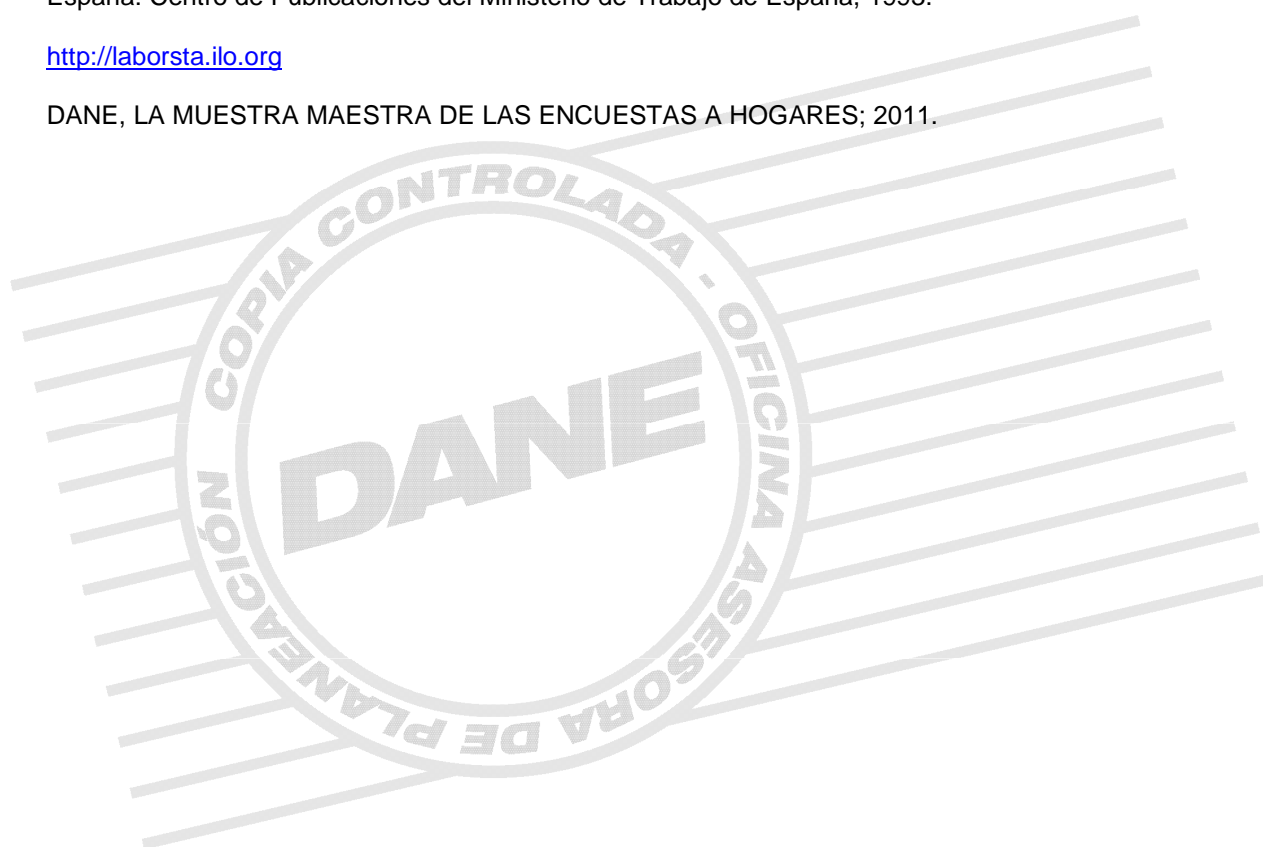 España: Centro de Publicaciones del Ministerio de Trabajo de España, 1993.
http://laborsta.ilo.org
DANE, LA MUESTRA MAESTRA DE LAS ENCUESTAS A HOGARES; 2011.
COPIA CONTROLADA - OFICINA ASESORA DE PLANEACIÓN
DANE